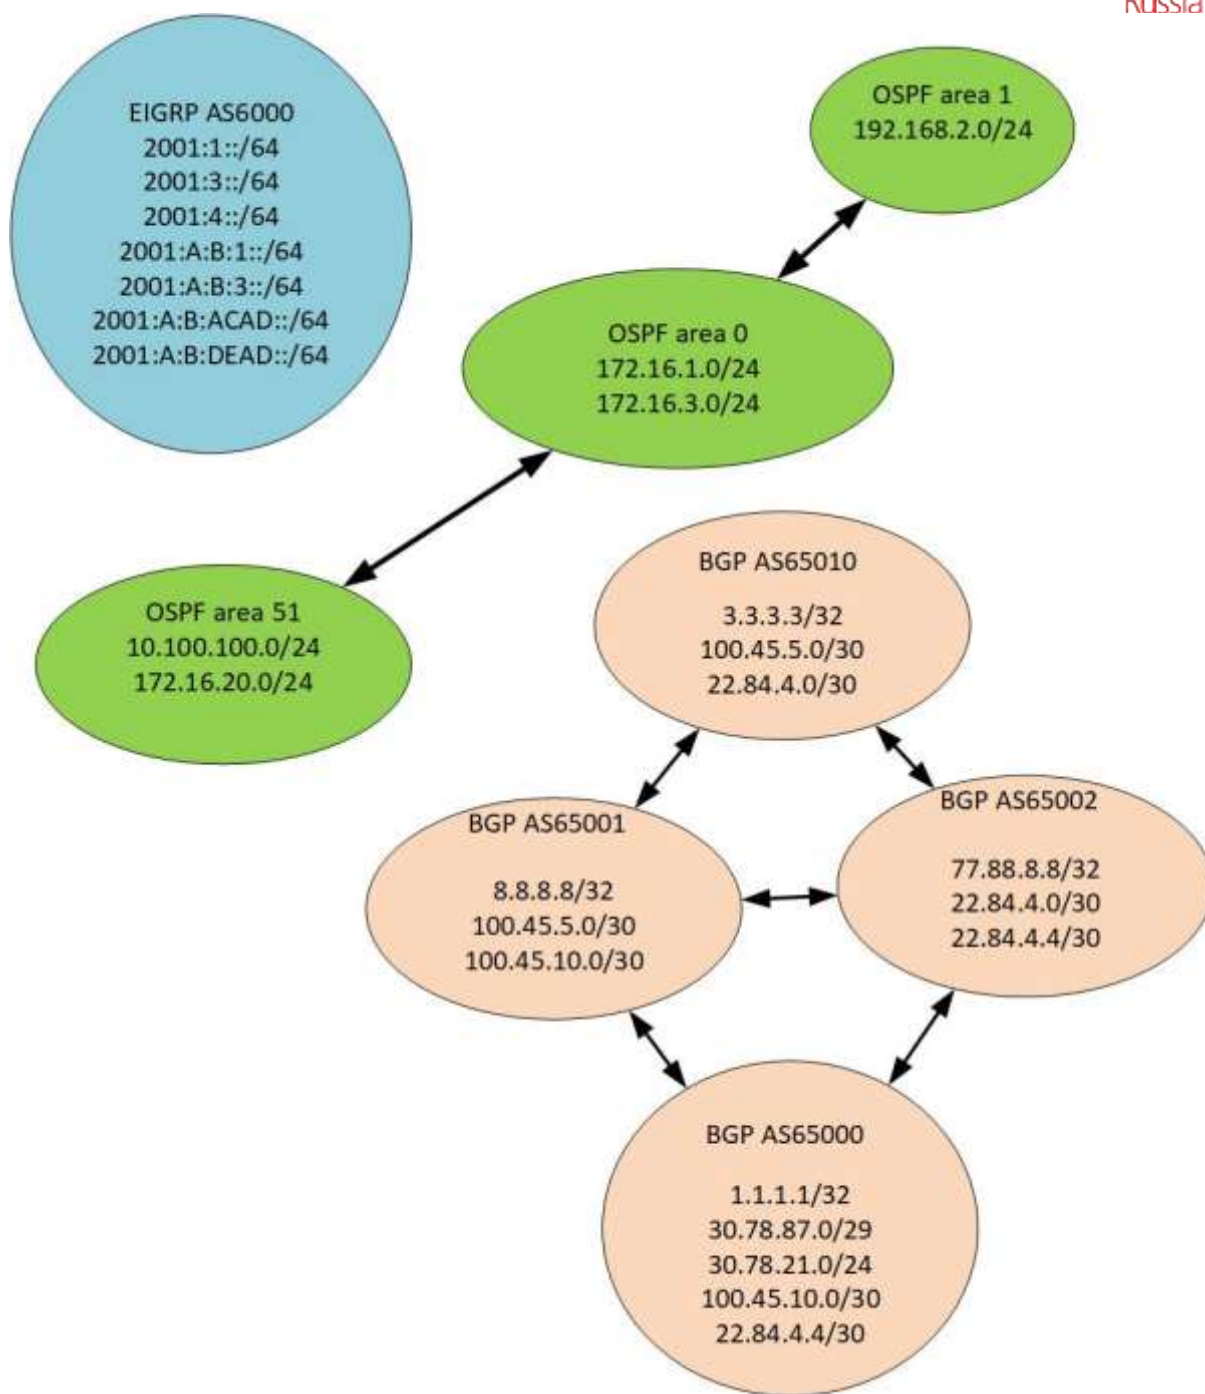 Russia
EIGRP AS6000
2001:1::/64
2001:3::/64
2001:4::/64
2001:A:B:1::/64
2001:A:B:3::/64
2001:A:B:ACAD::/64
2001:A:B:DEAD::/64
OSPF area 1
192.168.2.0/24
OSPF area 0
172.16.1.0/24
172.16.3.0/24
OSPF area 51
10.100.100.0/24
172.16.20.0/24
BGP AS65010
3.3.3.3/32
100.45.5.0/30
22.84.4.0/30
BGP AS65001
8.8.8.8/32
100.45.5.0/30
100.45.10.0/30
BGP AS65002
77.88.8.8/32
22.84.4.0/30
22.84.4.4/30
BGP AS65000
1.1.1.1/32
30.78.87.0/29
30.78.21.0/24
100.45.10.0/30
22.84.4.4/30